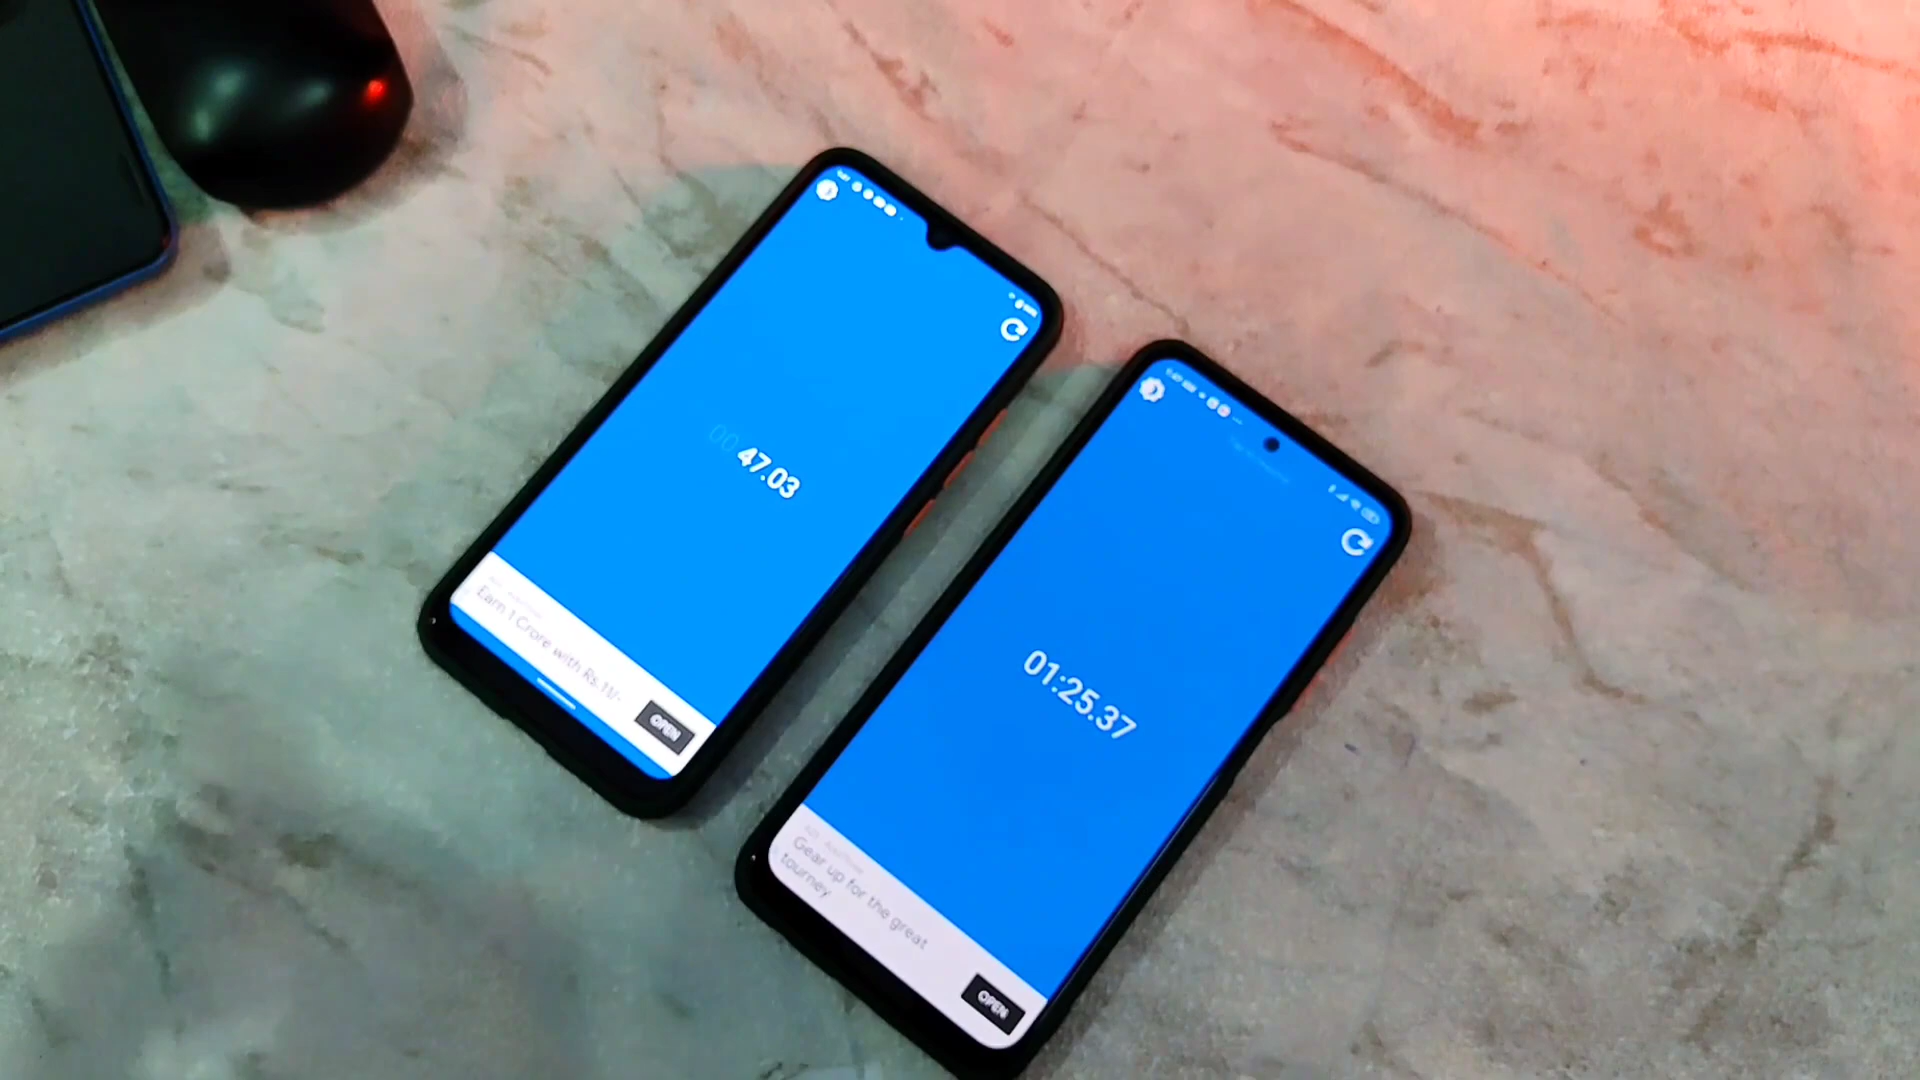 00 47.03
Earn 1 Crore with Rs.11/-
OPEN
01:25.37
Gear up for the great
tourney
OPEN